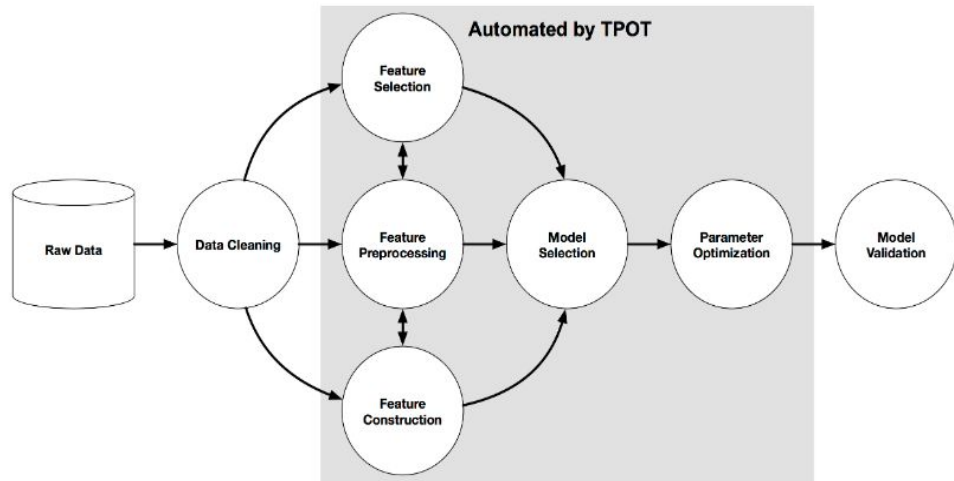 Automated by TPOT
Feature
Selection
Raw Data
Data Cleaning
Feature
Preprocessing
Model
Selection
Parameter
Optimization
Model
Validation
Feature
Construction